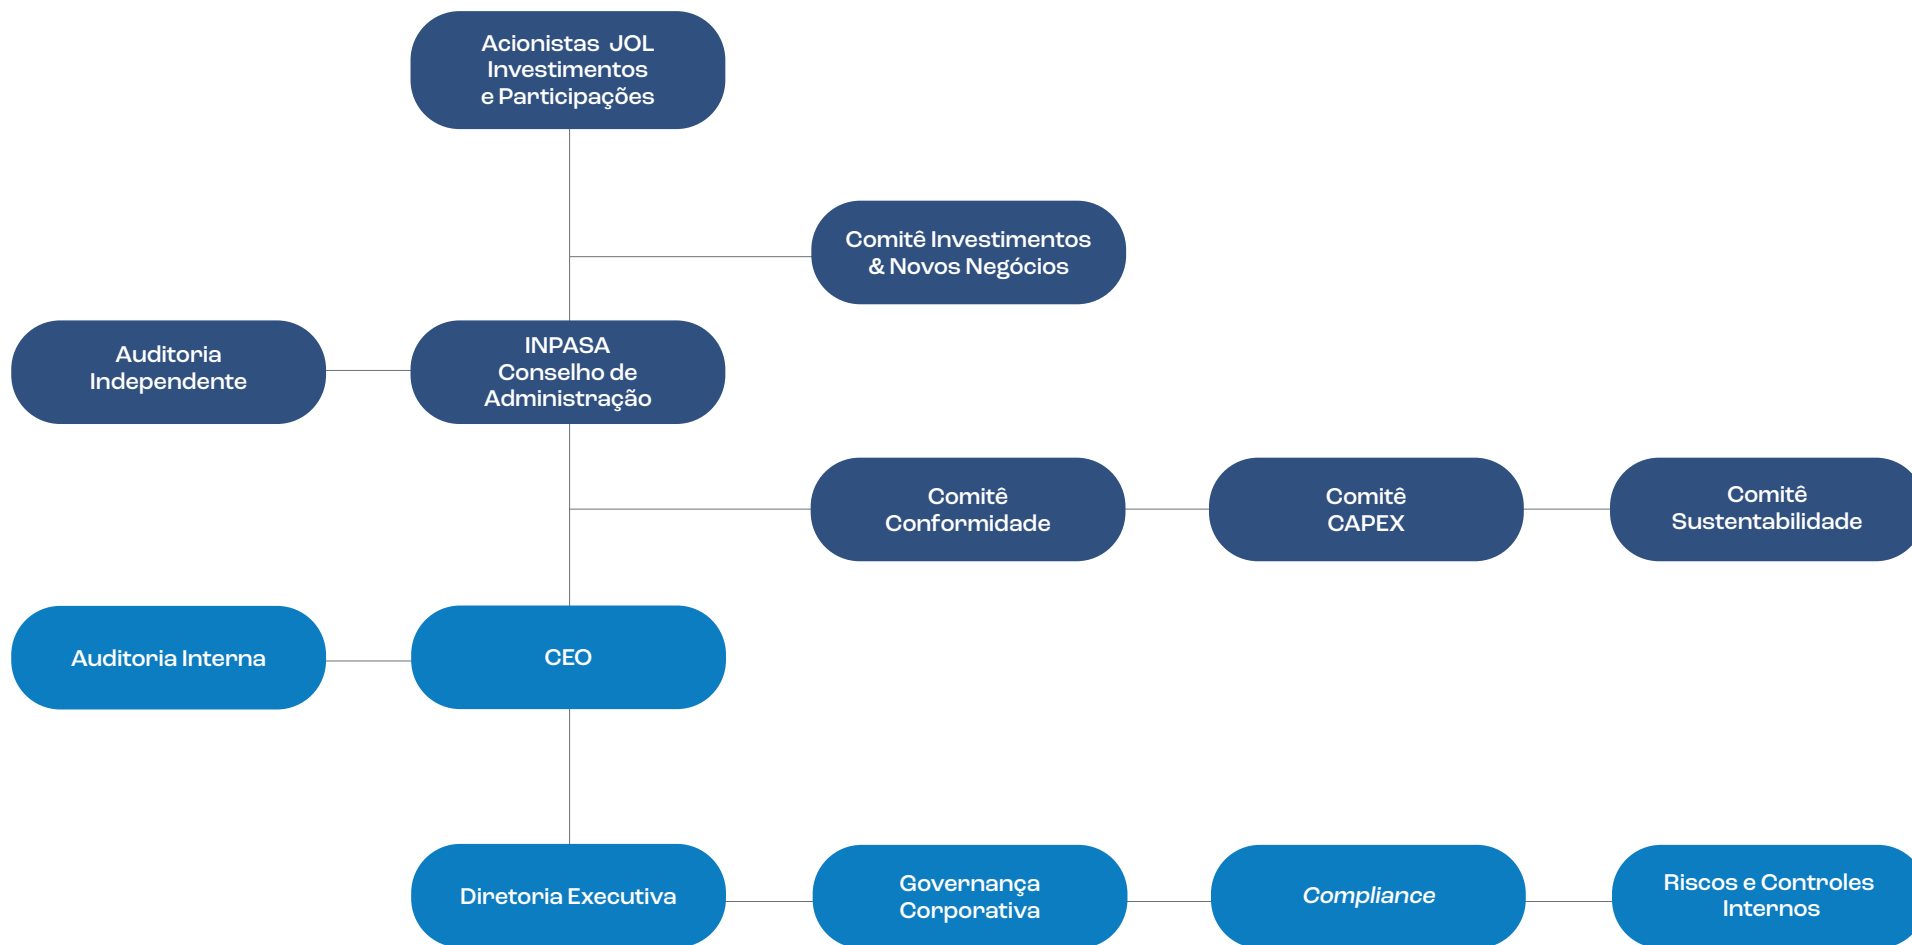 Acionistas JOL
Investimentos
e Participações
Comitê Investimentos
& Novos Negócios
Auditoria
Independente
INPASA
Conselho de
Administração
Comitê
Conformidade
Comitê
CAPEX
Comitê
Sustentabilidade
Auditoria Interna
CEO
Diretoria Executiva
Governança
Corporativa
Compliance
Riscos e Controles
Internos